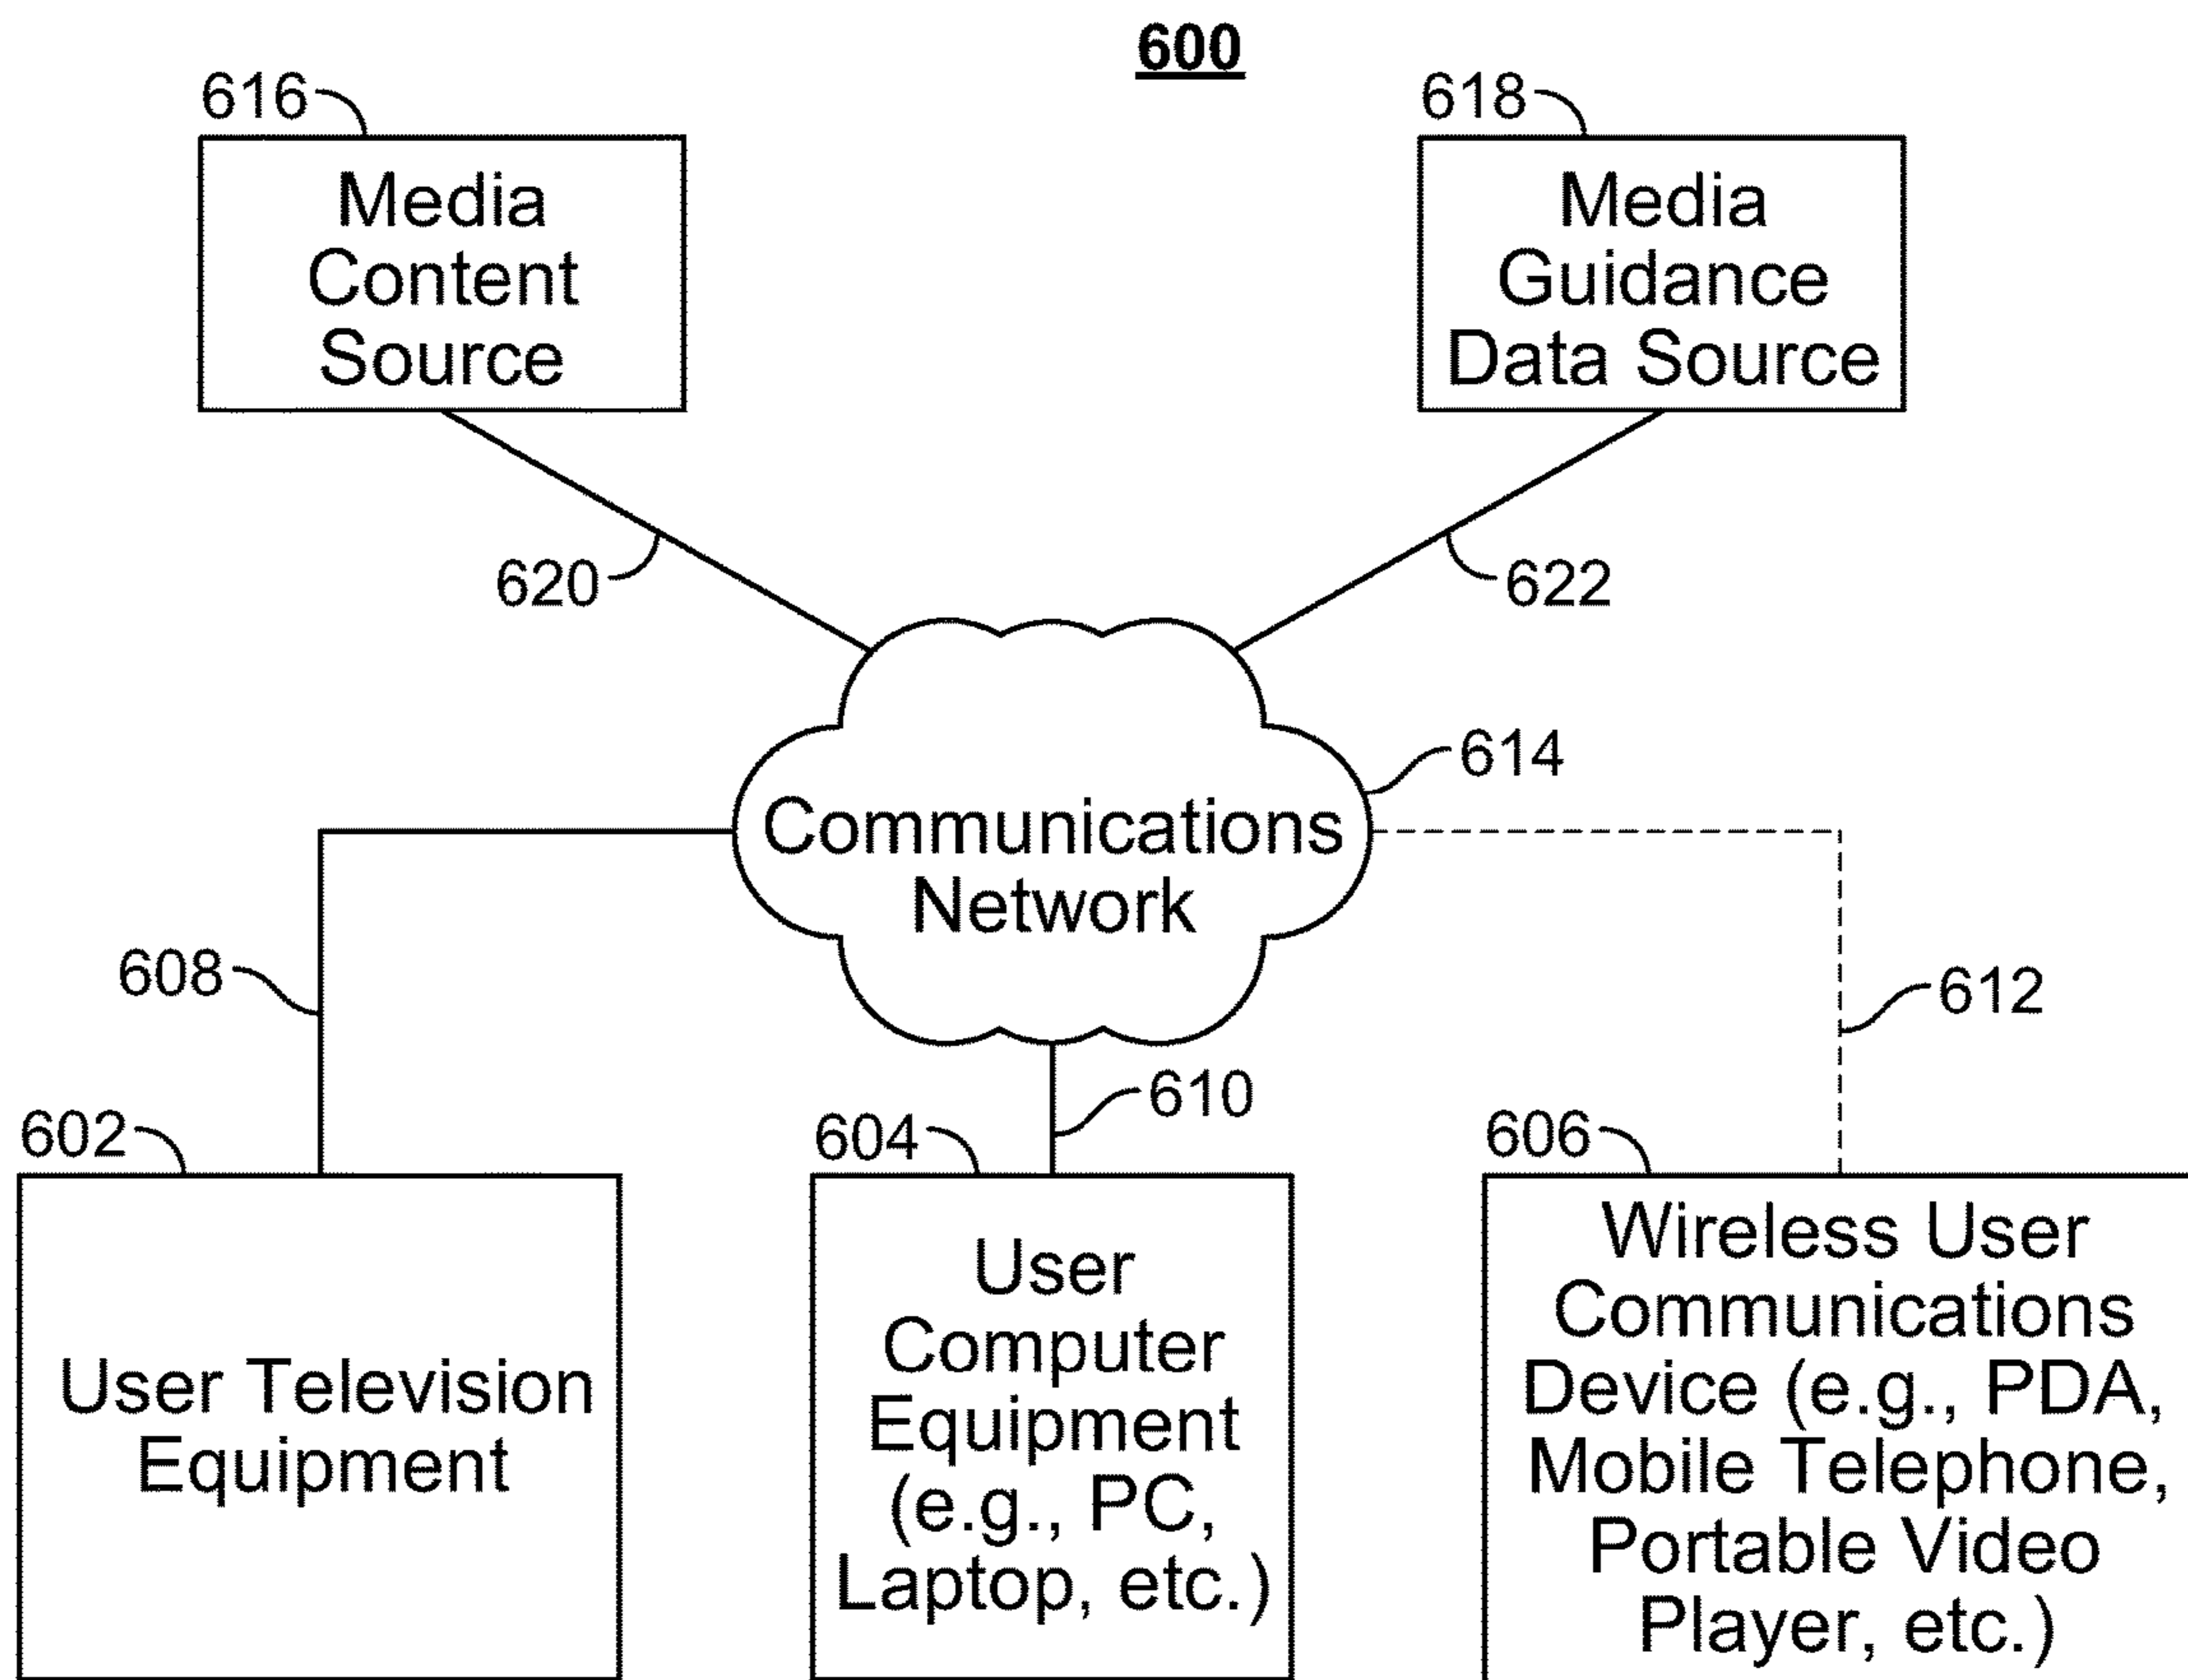 600
616
618
Media
Content
Source
Media
Guidance
Data Source
620
622
614
Communications
Network
608
612
610
602
604
606
User Television
Equipment
User
Computer
Equipment
(e.g., PC,
Laptop, etc.)
Wireless User
Communications
Device (e.g., PDA,
Mobile Telephone,
Portable Video
Player, etc.)